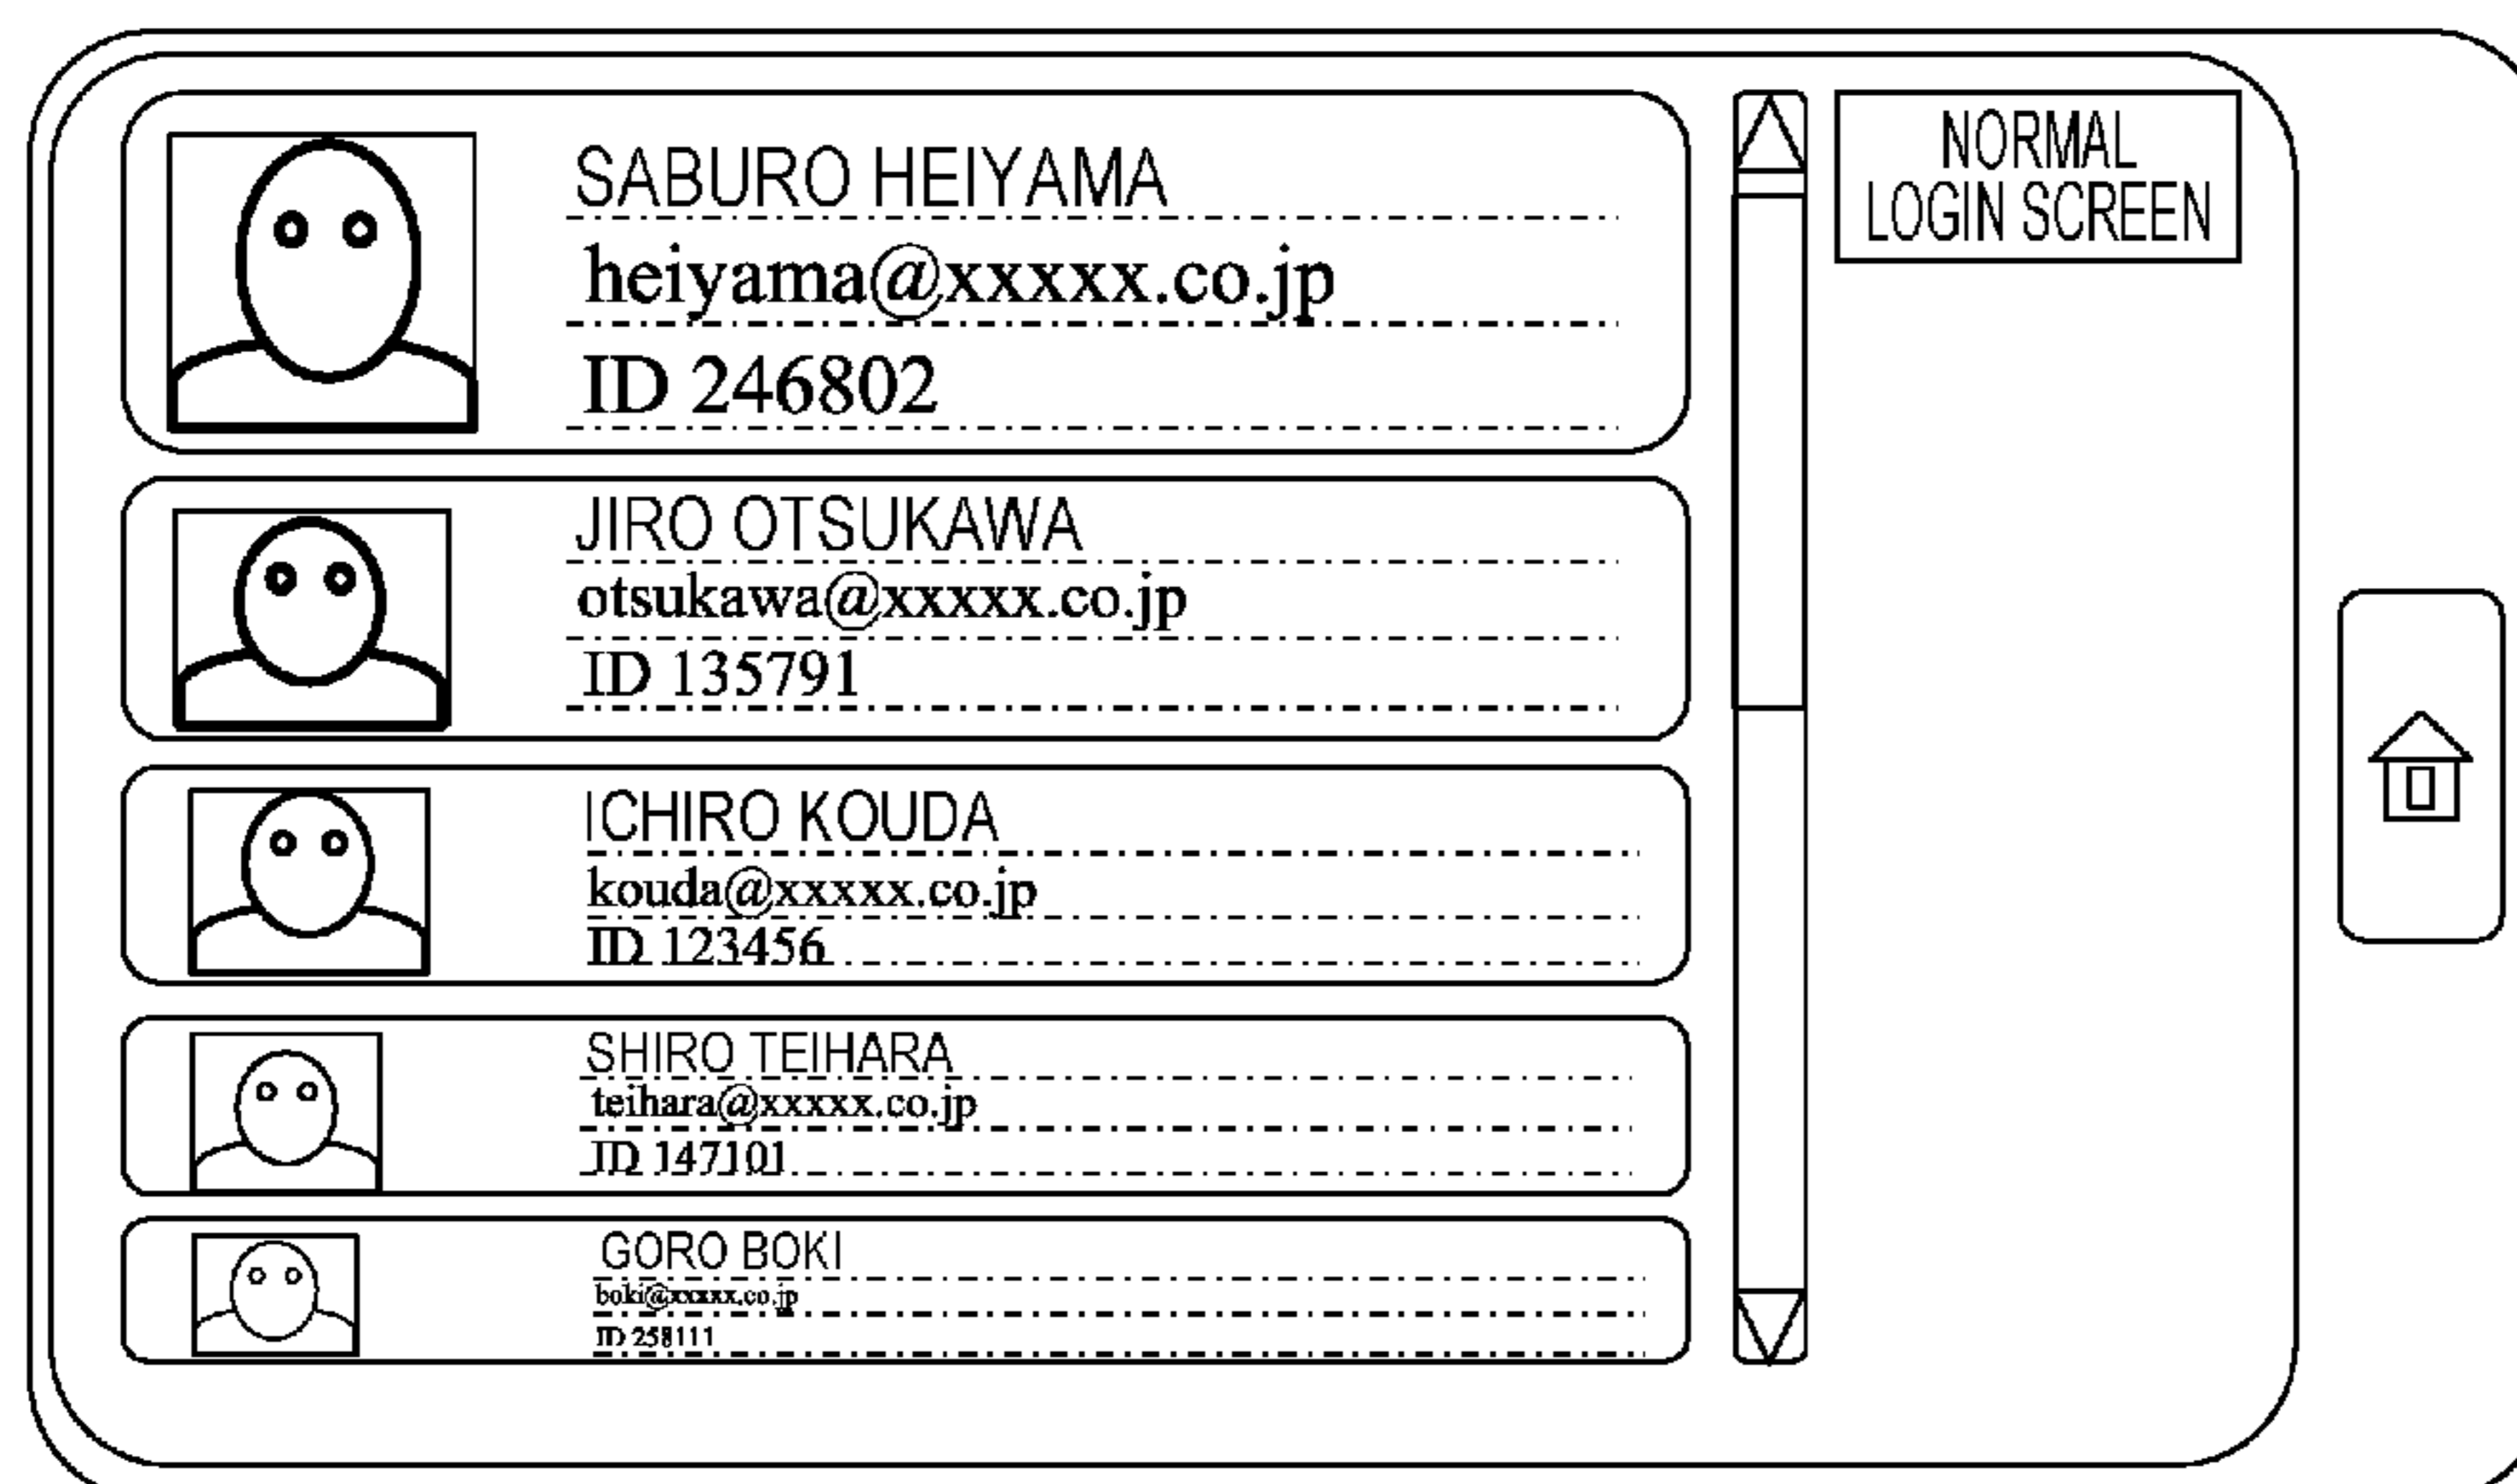 SABURO HEIYAMA
heiyama@xxxxx.co.jp
ID 246802
NORMAL
LOGIN SCREEN
JIRO OTSUKAWA
otsukawa@xxxxx.co.jp
ID 135791
ICHIRO KOUDA
kouda@xxxxx.co.jp
ID 123456
SHIRO TEIHARA
teihara@xxxxx.co.jp
ID 147101
GORO BOKI
boki@xxxxx.co.jp
ID 258111